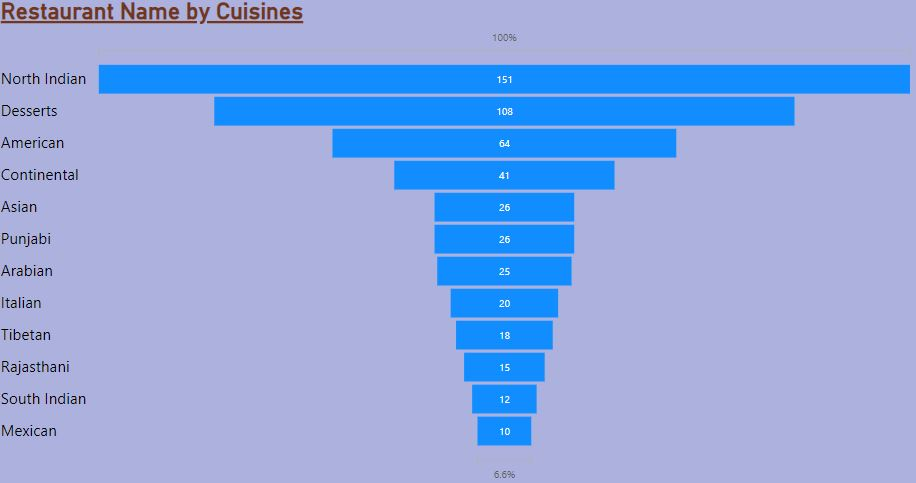 Restaurant Name by Cuisines
100%
North Indian 151
Desserts 108
American 64
Continental 41
Asian 26
Punjabi 26
Arabian 25
Italian 20
Tibetan 18
Rajasthani 15
South Indian 12
Mexican 10
6.6%